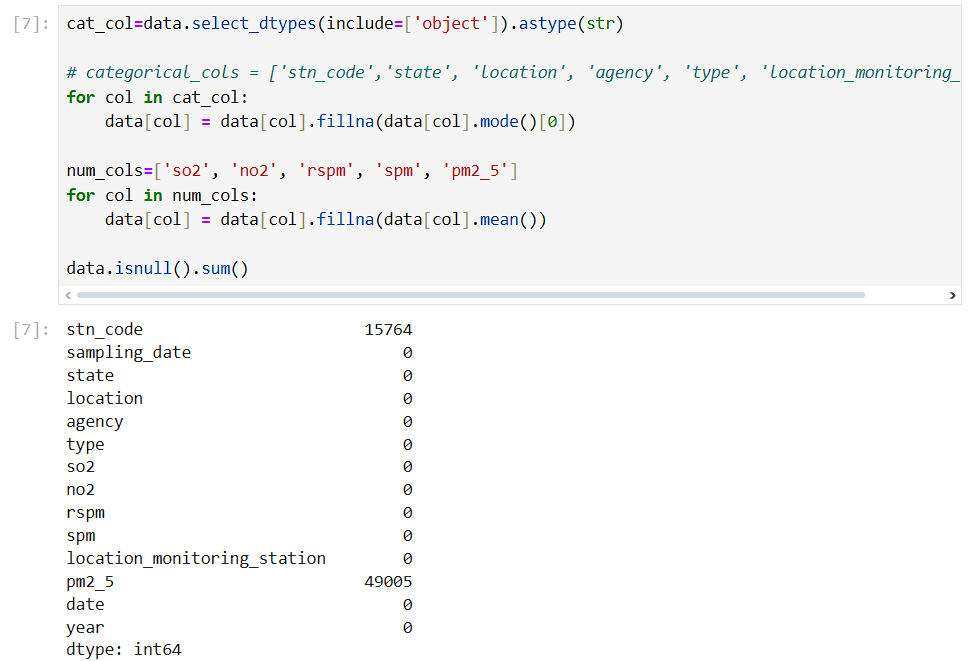 [7]: cat_col=data.select_dtypes(include=['object']).astype(str)
# categorical_cols = ['stn_code','state', 'location', 'agency', 'type', 'location_monitoring_
for col in cat_col:
    data[col] = data[col].fillna(data[col].mode()[0])
num_cols=['so2', 'no2', 'rspm', 'spm', 'pm2_5']
for col in num_cols:
    data[col] = data[col].fillna(data[col].mean())
data.isnull().sum()
[7]: stn_code 15764
sampling_date 0
state 0
location 0
agency 0
type 0
so2 0
no2 0
rspm 0
spm 0
location_monitoring_station 0
pm2_5 49005
date 0
year 0
dtype: int64